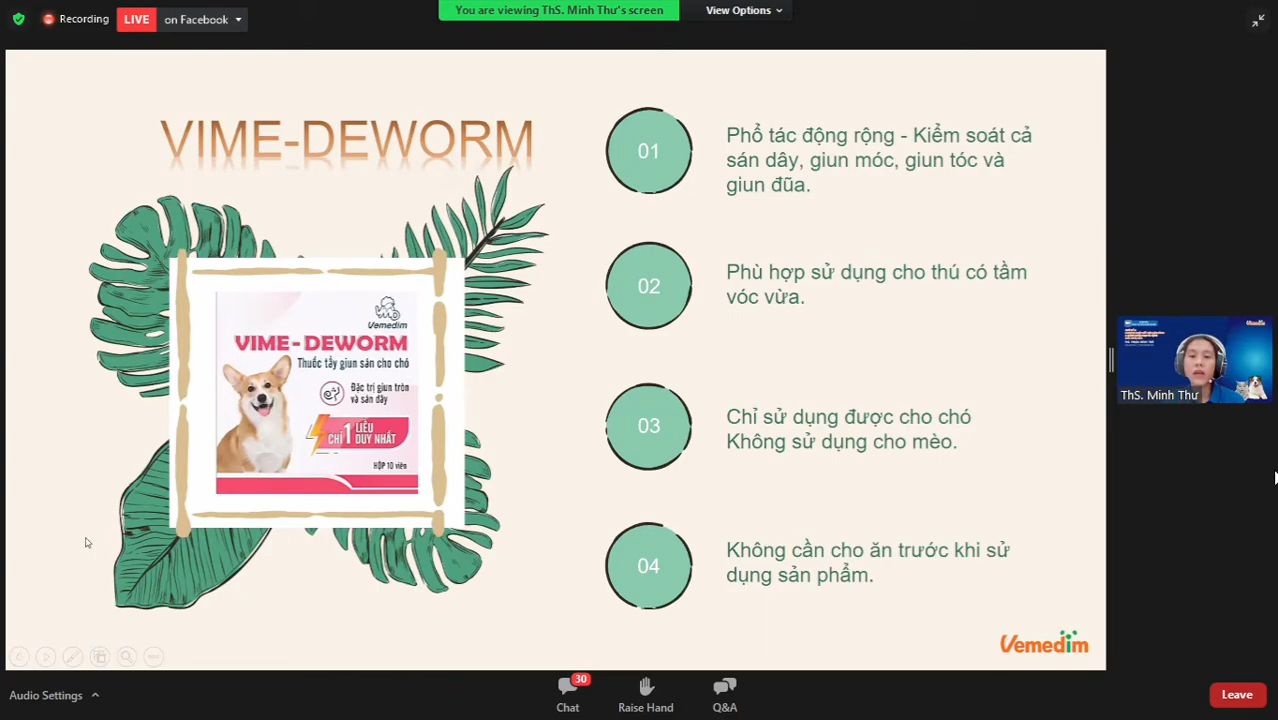 Recording
LIVE
on Facebook
You are viewing ThS. Minh Thư's screen
View Options
VIME-DEWORM
Vemedim
VIME - DEWORM
Thuốc tẩy giun sán cho chó
Đặc trị giun tròn
và sán dây
CHỈ 1 LIỀU
DUY NHẤT
HỘP 10 viên
01
Phổ tác động rộng - Kiểm soát cả
sán dây, giun móc, giun tóc và
giun đũa.
02
Phù hợp sử dụng cho thú có tầm
vóc vừa.
03
Chỉ sử dụng được cho chó
Không sử dụng cho mèo.
04
Không cần cho ăn trước khi sử
dụng sản phẩm.
Vemedim
ThS. Minh Thư
Audio Settings
30
Chat
Raise Hand
Q&A
Leave